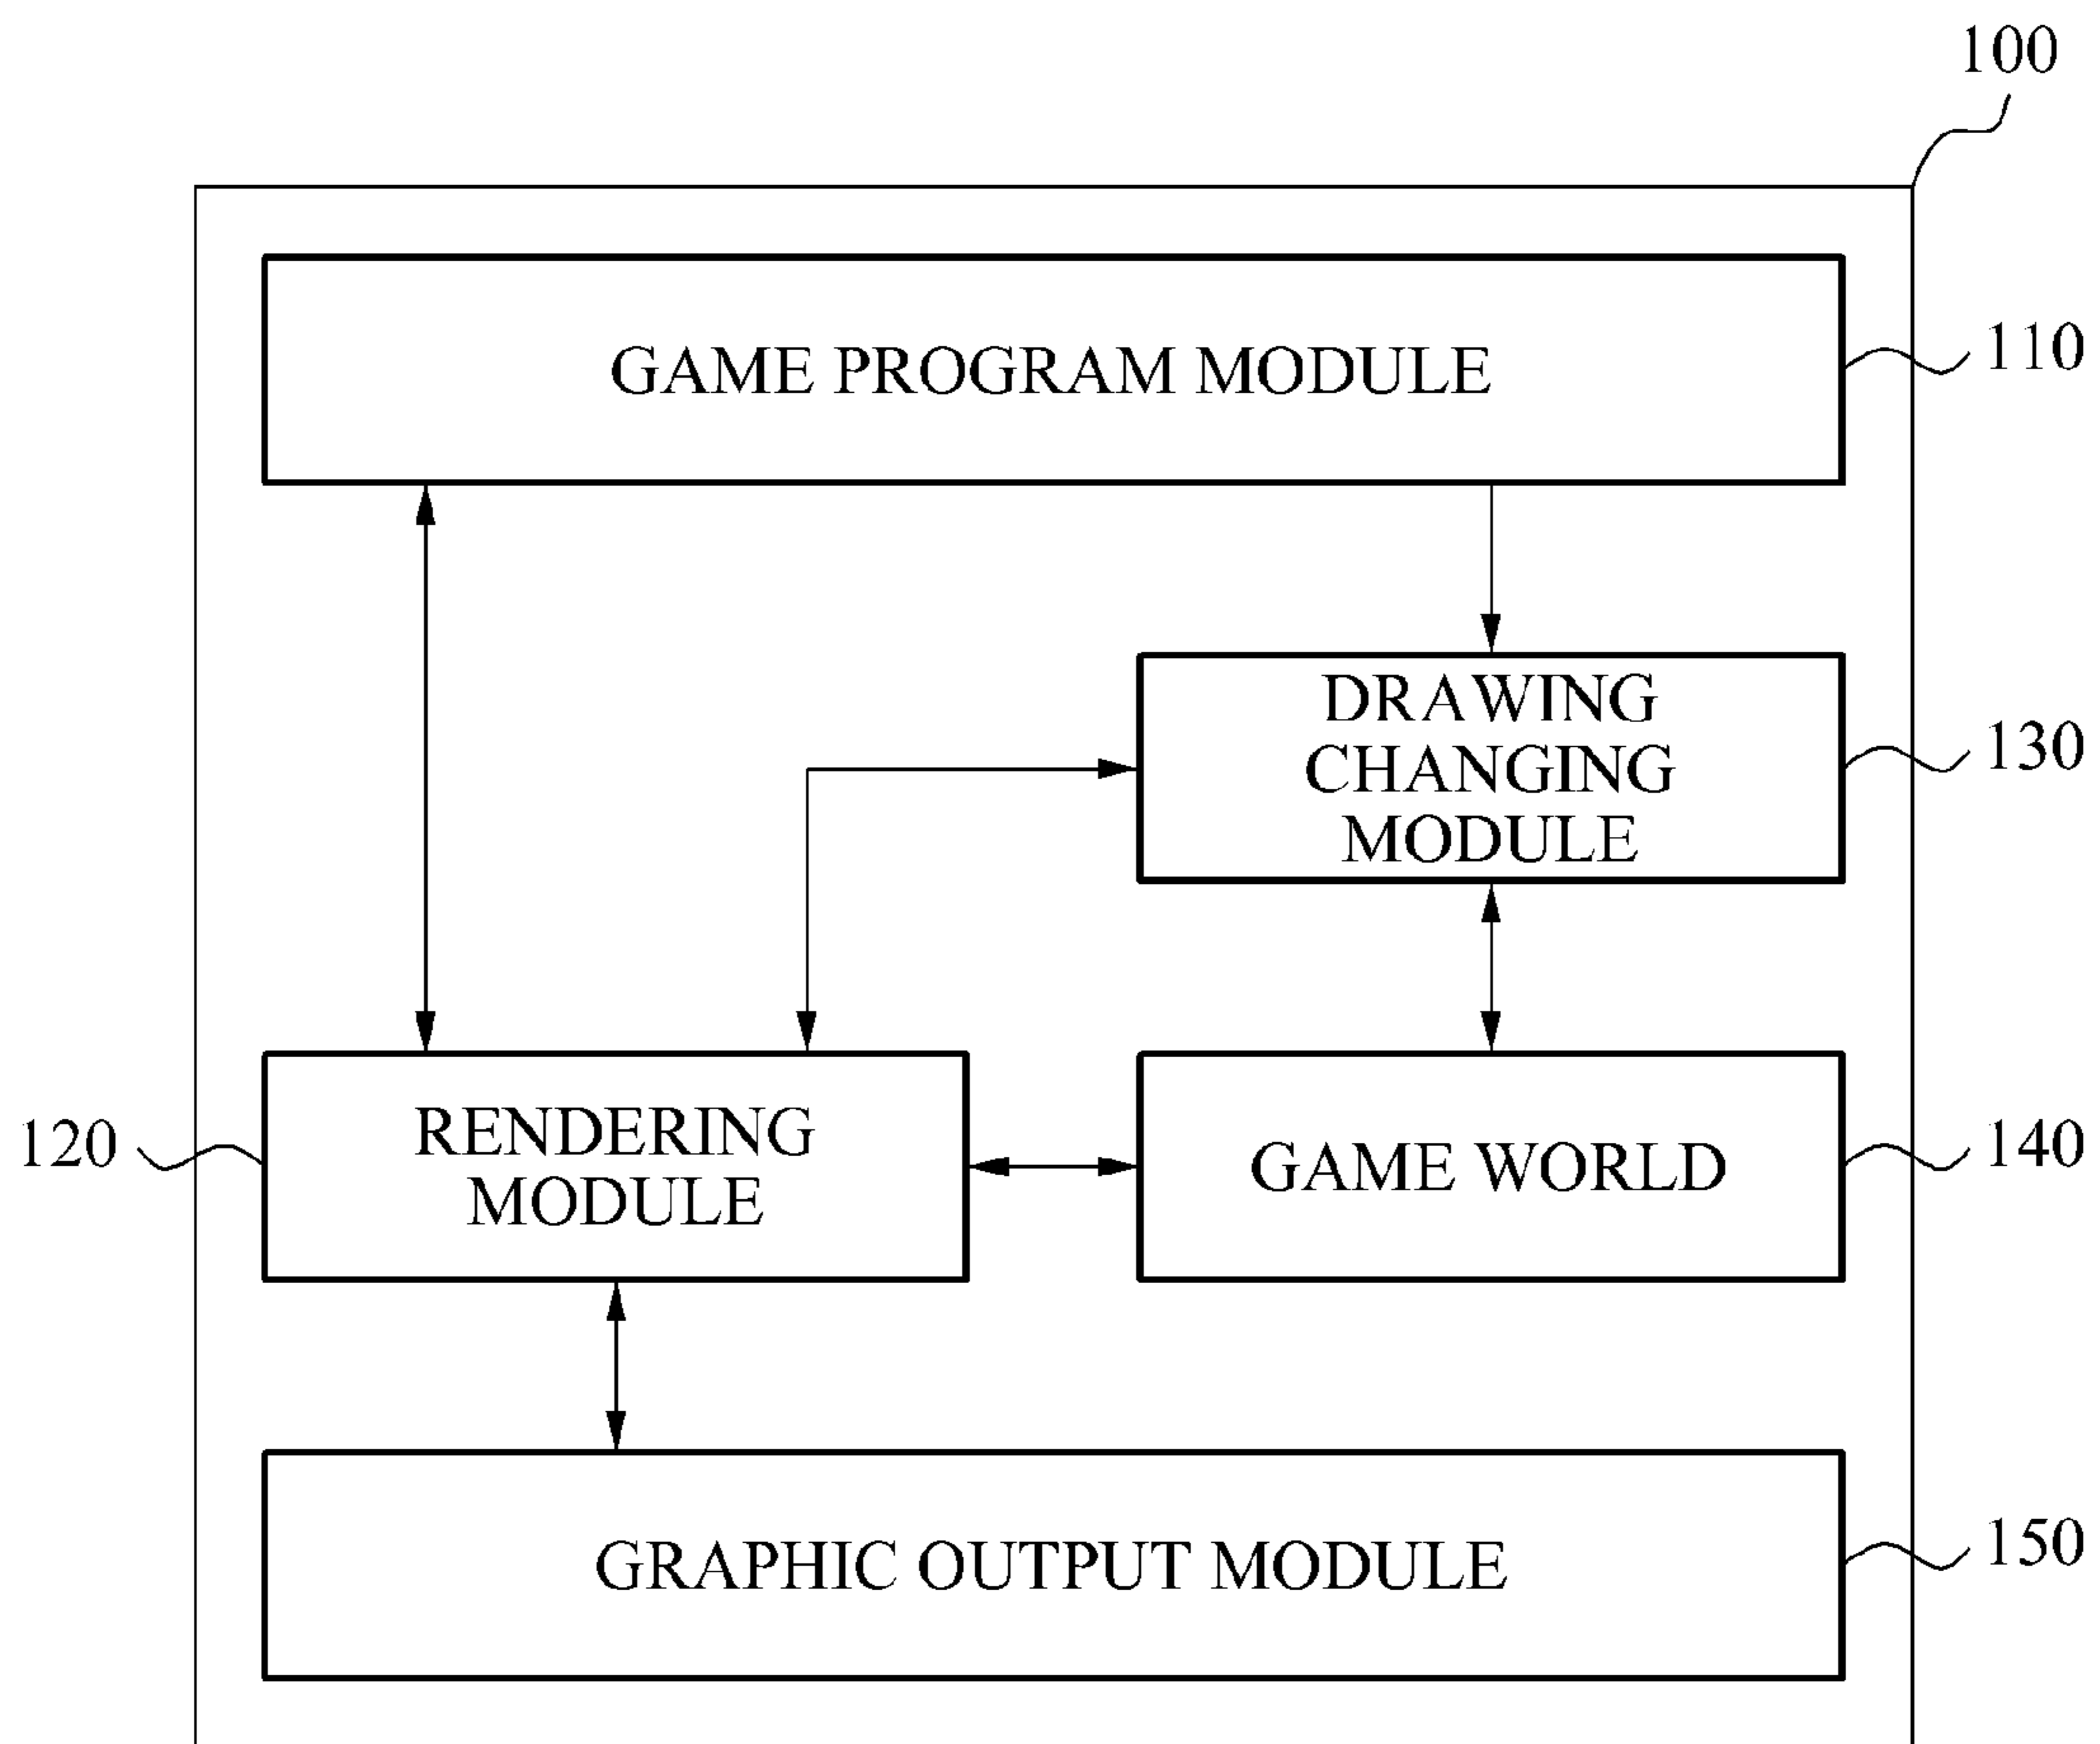 100
GAME PROGRAM MODULE
110
DRAWING
CHANGING
MODULE
130
120
RENDERING
MODULE
GAME WORLD
140
GRAPHIC OUTPUT MODULE
150